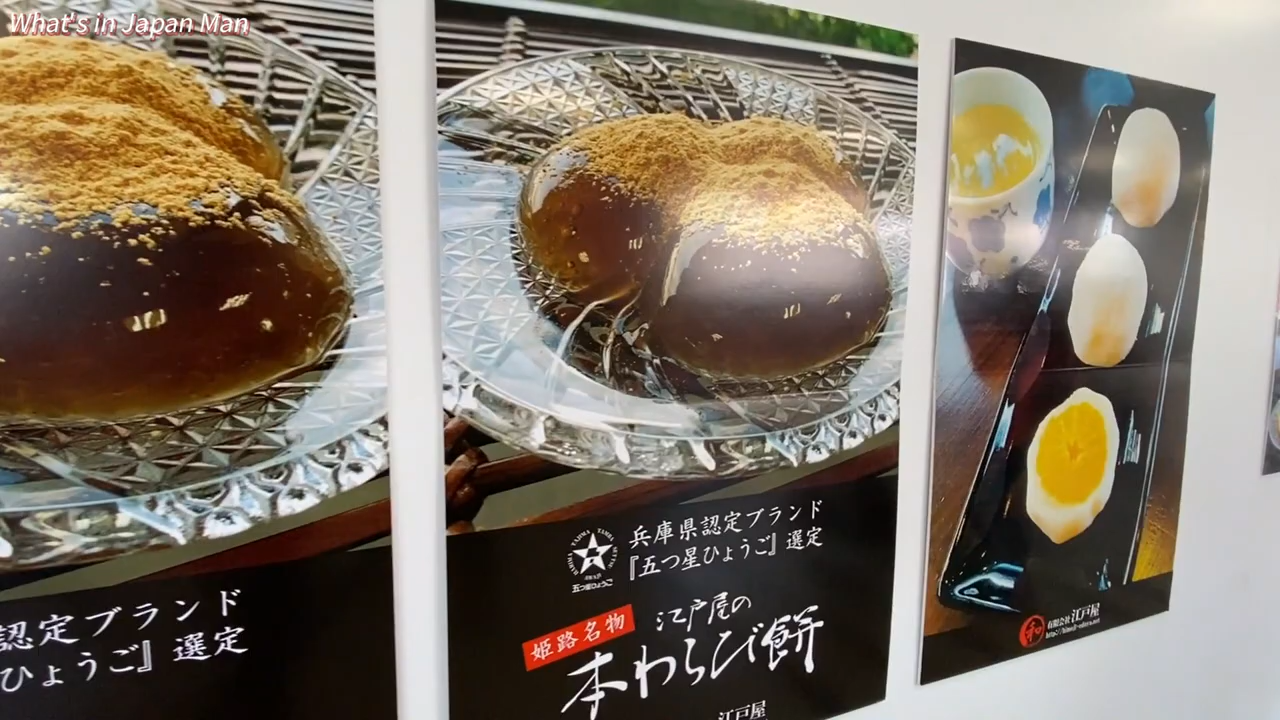 What's in Japan Man
認定ブランド
ひょうご』選定
兵庫県認定ブランド
『五つ星ひょうご』選定
五つ星ひょうご
姫路名物
江戸屋の
本わらび餅
江戸屋
和
有限会社 江戸屋